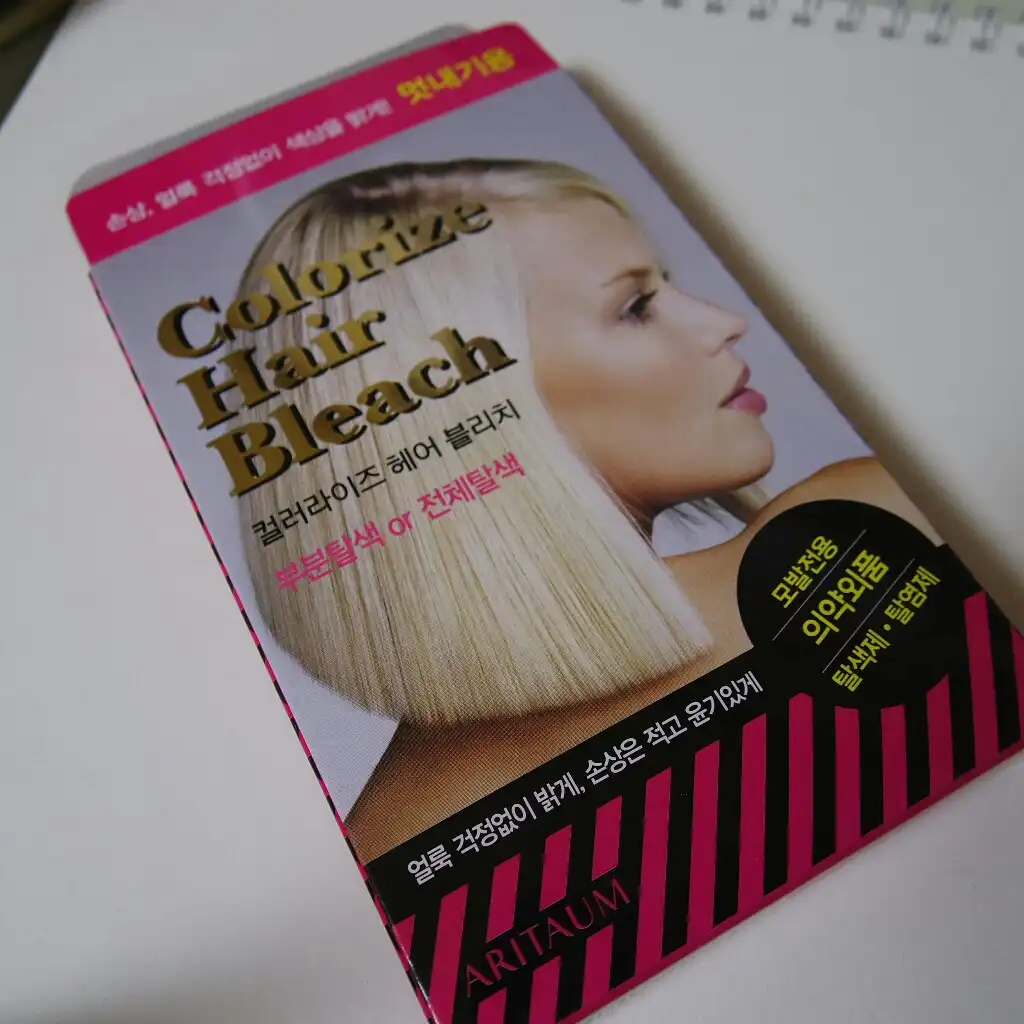 손상, 얼룩 걱정없이 색상을 밝게! 멋내기용
Colorize
Hair
Bleach
컬러라이즈 헤어 블리치
부분탈색 or 전체탈색
모발전용
의약외품
탈색제 • 탈염제
얼룩 걱정없이 밝게, 손상은 적고 윤기있게
ARITAUM